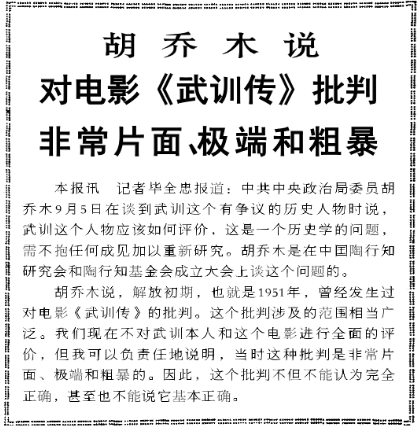 胡乔木说
对电影《武训传》批判
非常片面、极端和粗暴
本报讯　记者毕全忠报道：中共中央政治局委员胡
乔木9月5日在谈到武训这个有争议的历史人物时说，
武训这个人物应该如何评价，这是一个历史学的问题，
需不抱任何成见加以重新研究。胡乔木是在中国陶行知
研究会和陶行知基金会成立大会上谈这个问题的。
胡乔木说，解放初期，也就是1951年，曾经发生过
对电影《武训传》的批判。这个批判涉及的范围相当广
泛。我们现在不对武训本人和这个电影进行全面的评
价，但我可以负责任地说明，当时这种批判是非常片
面、极端和粗暴的。因此，这个批判不但不能认为完全
正确，甚至也不能说它基本正确。